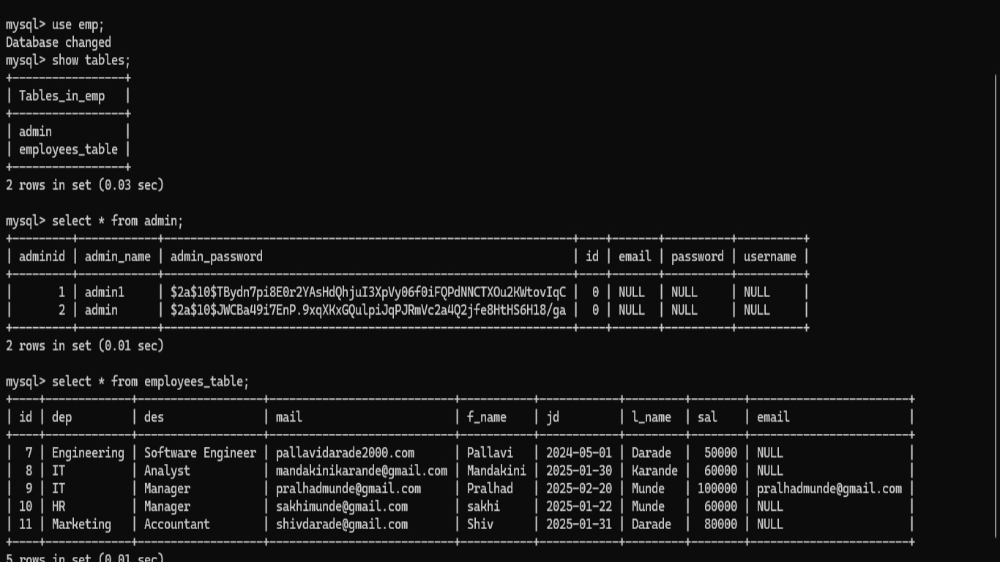 mysql> use emp;
Database changed
mysql> show tables;
+-----------------+
| Tables_in_emp   |
+-----------------+
| admin           |
| employees_table |
+-----------------+
2 rows in set (0.03 sec)

mysql> select * from admin;
+---------+------------+--------------------------------------------------------------+----+-------+----------+----------+
| adminid | admin_name | admin_password                                               | id | email | password | username |
+---------+------------+--------------------------------------------------------------+----+-------+----------+----------+
|       1 | admin1     | $2a$10$TBydn7pi8E0r2YAsHdQhjuI3XpVy06f0iFQPdNNCTXOu2KWtovIqC |  0 | NULL  | NULL     | NULL     |
|       2 | admin      | $2a$10$JWCBa49i7EnP.9xqXKxGQulpiJqPJRmVc2a4Q2jfe8HtHS6H18/ga |  0 | NULL  | NULL     | NULL     |
+---------+------------+--------------------------------------------------------------+----+-------+----------+----------+
2 rows in set (0.01 sec)

mysql> select * from employees_table;
+----+-------------+-------------------+----------------------------+-----------+------------+---------+--------+------------------------+
| id | dep         | des               | mail                       | f_name    | jd         | l_name  | sal    | email                  |
+----+-------------+-------------------+----------------------------+-----------+------------+---------+--------+------------------------+
|  7 | Engineering | Software Engineer | pallavidarade2000.com      | Pallavi   | 2024-05-01 | Darade  |  50000 | NULL                   |
|  8 | IT          | Analyst           | mandakinikarande@gmail.com | Mandakini | 2025-01-30 | Karande |  60000 | NULL                   |
|  9 | IT          | Manager           | pralhadmunde@gmail.com     | Pralhad   | 2025-02-20 | Munde   | 100000 | pralhadmunde@gmail.com |
| 10 | HR          | Manager           | sakhimunde@gmail.com       | sakhi     | 2025-01-22 | Munde   |  60000 | NULL                   |
| 11 | Marketing   | Accountant        | shivdarade@gmail.com       | Shiv      | 2025-01-31 | Darade  |  80000 | NULL                   |
+----+-------------+-------------------+----------------------------+-----------+------------+---------+--------+------------------------+
5 rows in set (0.01 sec)